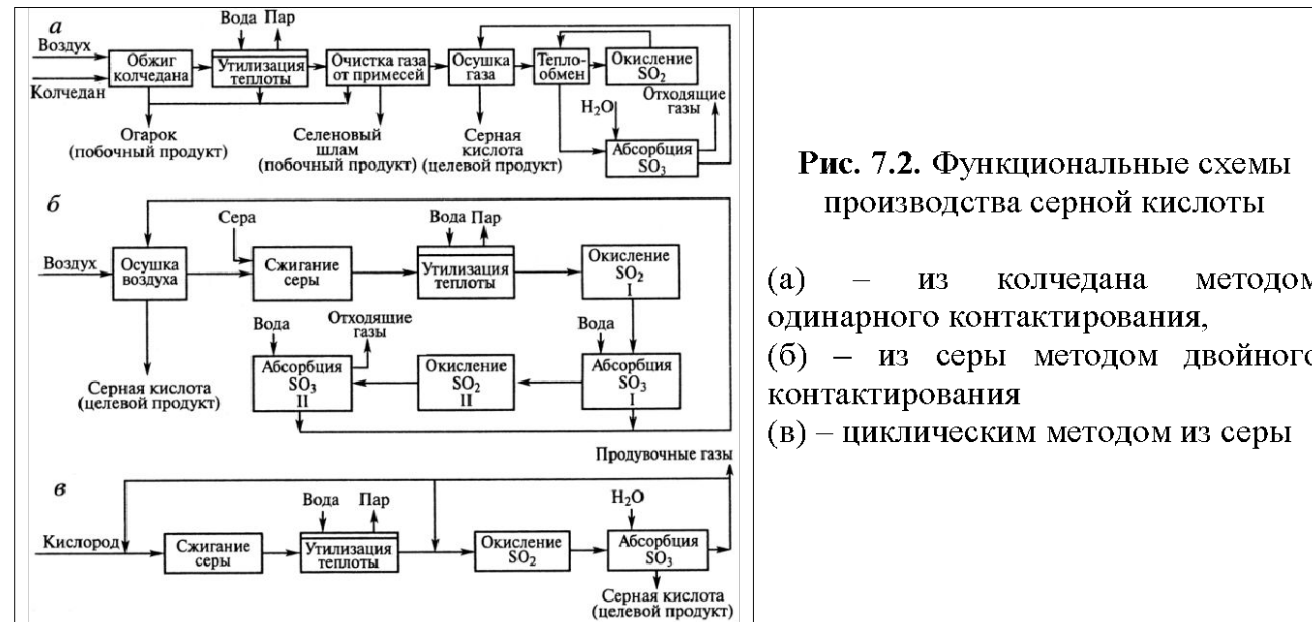 а
Вода Пар
Воздух
Обжиг
колчедана
Утилизация
теплоты
Очистка газа
от примесей
Осушка
газа
Тепло-
обмен
Окисление
SO₂
Колчедан
H₂O
Отходящие
газы
Огарок
(побочный продукт)
Селеновый
шлам
(побочный продукт)
Серная
кислота
(целевой продукт)
Абсорбция
SO₃
б
Сера
Вода Пар
Воздух
Осушка
воздуха
Сжигание
серы
Утилизация
теплоты
Окисление
SO₂
I
Вода
Отходящие
газы
Вода
Абсорбция
SO₃
II
Окисление
SO₂
II
Абсорбция
SO₃
I
Серная кислота
(целевой продукт)
Продувочные газы
в
Вода Пар
H₂O
Кислород
Сжигание
серы
Утилизация
теплоты
Окисление
SO₂
Абсорбция
SO₃
Серная кислота
(целевой продукт)
Рис. 7.2. Функциональные схемы
производства серной кислоты
(а) – из колчедана методом
одинарного контактирования,
(б) – из серы методом двойного
контактирования
(в) – циклическим методом из серы